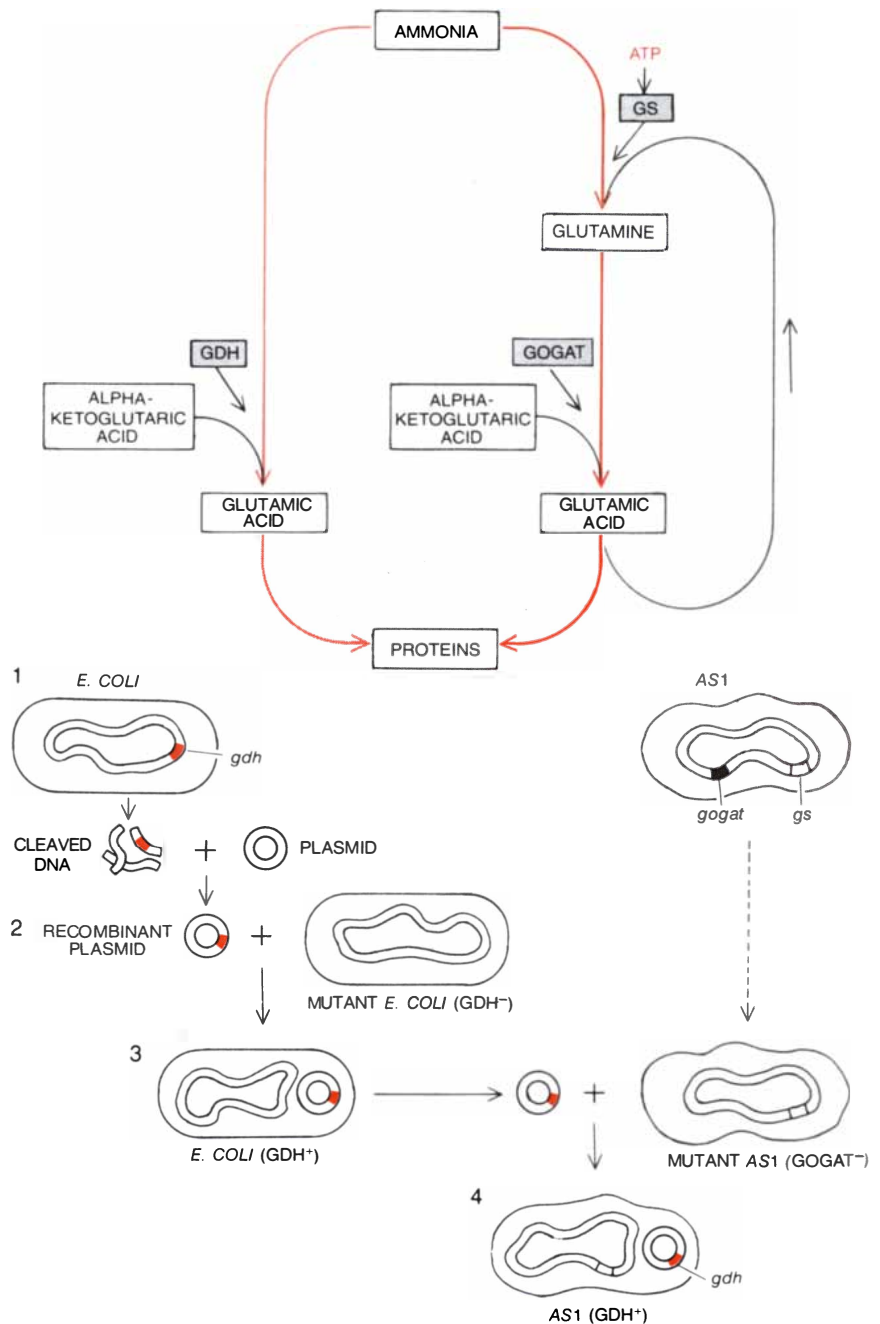 AMMONIA
ATP
GS
GLUTAMINE
GDH
GOGAT
ALPHA-
KETOGLUTARIC
ACID
ALPHA-
KETOGLUTARIC
ACID
GLUTAMIC
ACID
GLUTAMIC
ACID
PROTEINS
1
E. COLI
AS1
gdh
gogat
gs
CLEAVED
DNA
+
PLASMID
2
RECOMBINANT
PLASMID
+
MUTANT E. COLI (GDH⁻)
3
+
E. COLI (GDH⁺)
MUTANT AS1 (GOGAT⁻)
4
gdh
AS1 (GDH⁺)